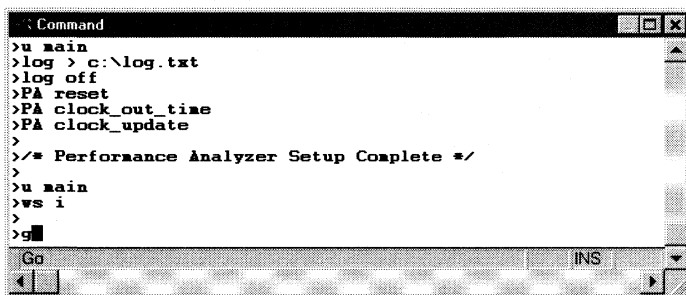 Command
>u main
>log > c:\log.txt
>log off
>PA reset
>PA clock_out_time
>PA clock_update
>
>/* Performance Analyzer Setup Complete */
>
>u main
>ws i
>
>g
Go INS